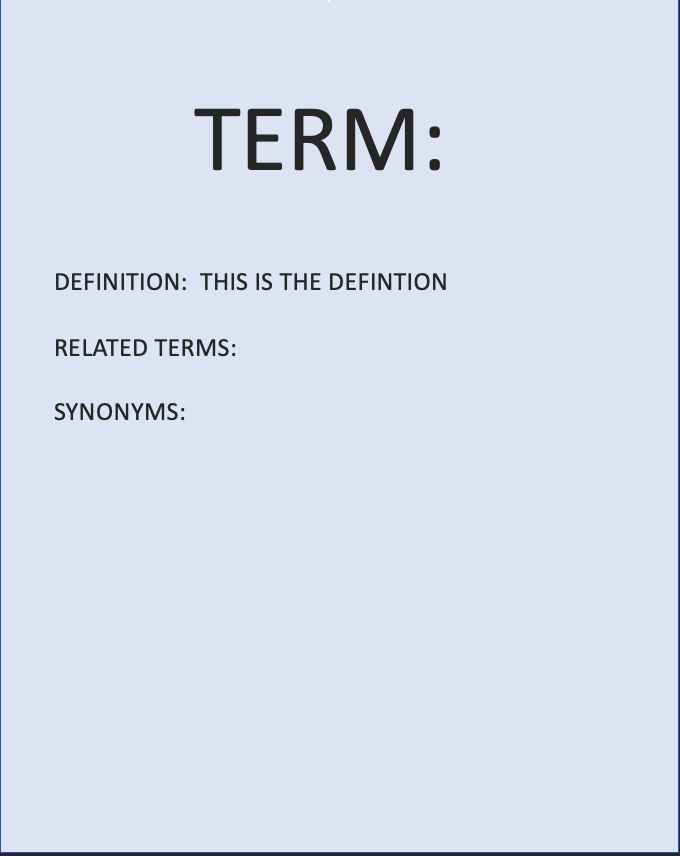 TERM:
DEFINITION:  THIS IS THE DEFINTION
RELATED TERMS:
SYNONYMS: